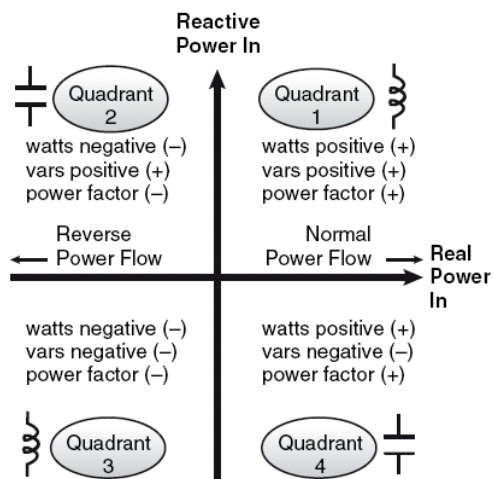 Reactive
Power In
Quadrant
2
watts negative (–)
vars positive (+)
power factor (–)
Quadrant
1
watts positive (+)
vars positive (+)
power factor (+)
Reverse
Power Flow
Normal
Power Flow
Real
Power
In
watts negative (–)
vars negative (–)
power factor (–)
Quadrant
3
watts positive (+)
vars negative (–)
power factor (+)
Quadrant
4